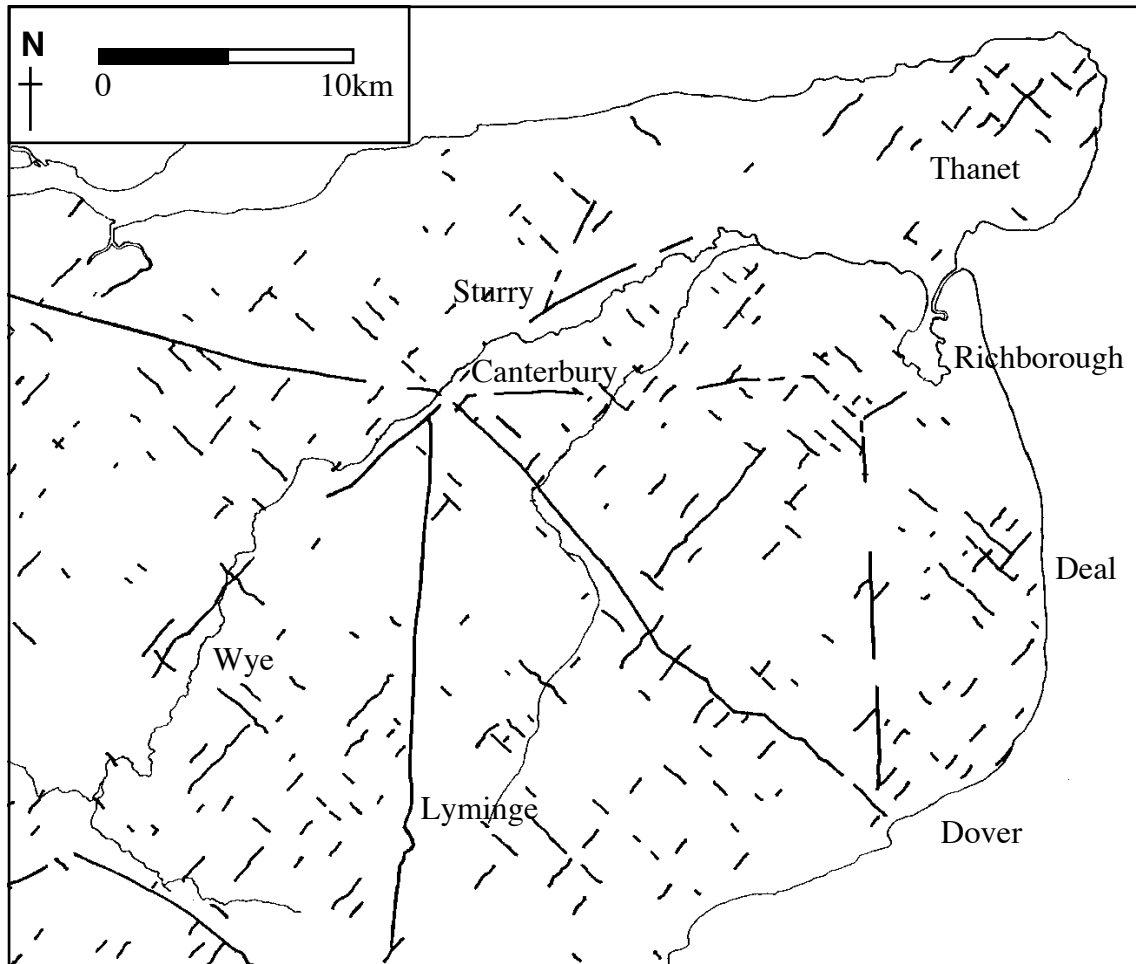 N
0 10km
Thanet
Sturry
Richborough
Canterbury
Deal
Wye
Lyminge
Dover